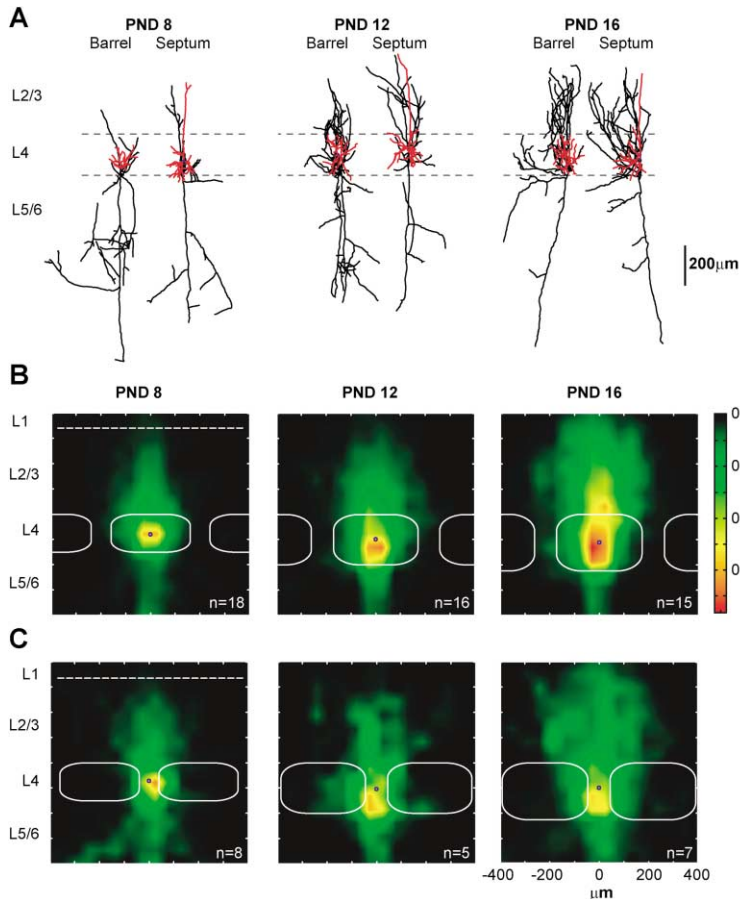 A
PND 8
PND 12
PND 16
Barrel
Septum
Barrel
Septum
Barrel
Septum
L2/3
L4
L5/6
200μm
B
PND 8
PND 12
PND 16
L1
L2/3
L4
L5/6
n=18
n=16
n=15
0
0
0
0
0
C
L1
L2/3
L4
L5/6
n=8
n=5
n=7
-400 -200 0 200 400
μm